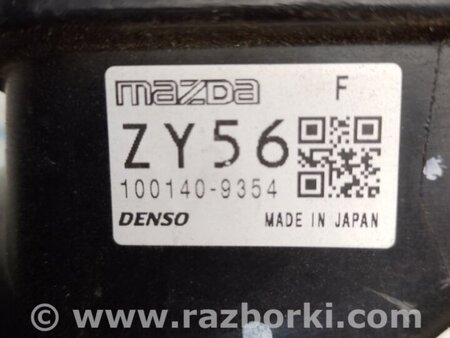 mazda F
ZY56
100140-9354
DENSO MADE IN JAPAN
© www.razborki.com